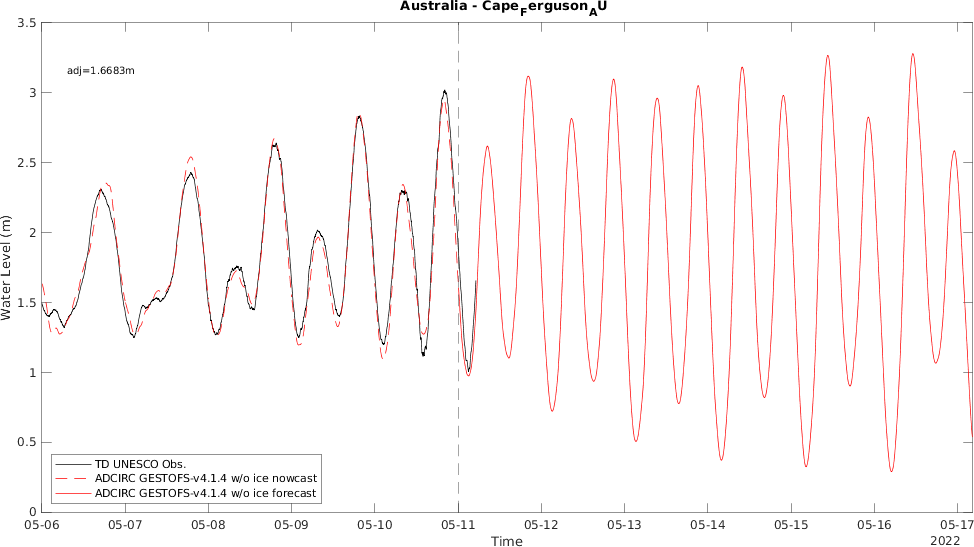 Australia - Cape_Ferguson_AU
adj=1.6683m
3.5
3
2.5
2
1.5
1
0.5
0
Water Level (m)
TD UNESCO Obs.
ADCIRC GESTOFS-v4.1.4 w/o ice nowcast
ADCIRC GESTOFS-v4.1.4 w/o ice forecast
05-06 05-07 05-08 05-09 05-10 05-11 05-12 05-13 05-14 05-15 05-16 05-17
Time
2022